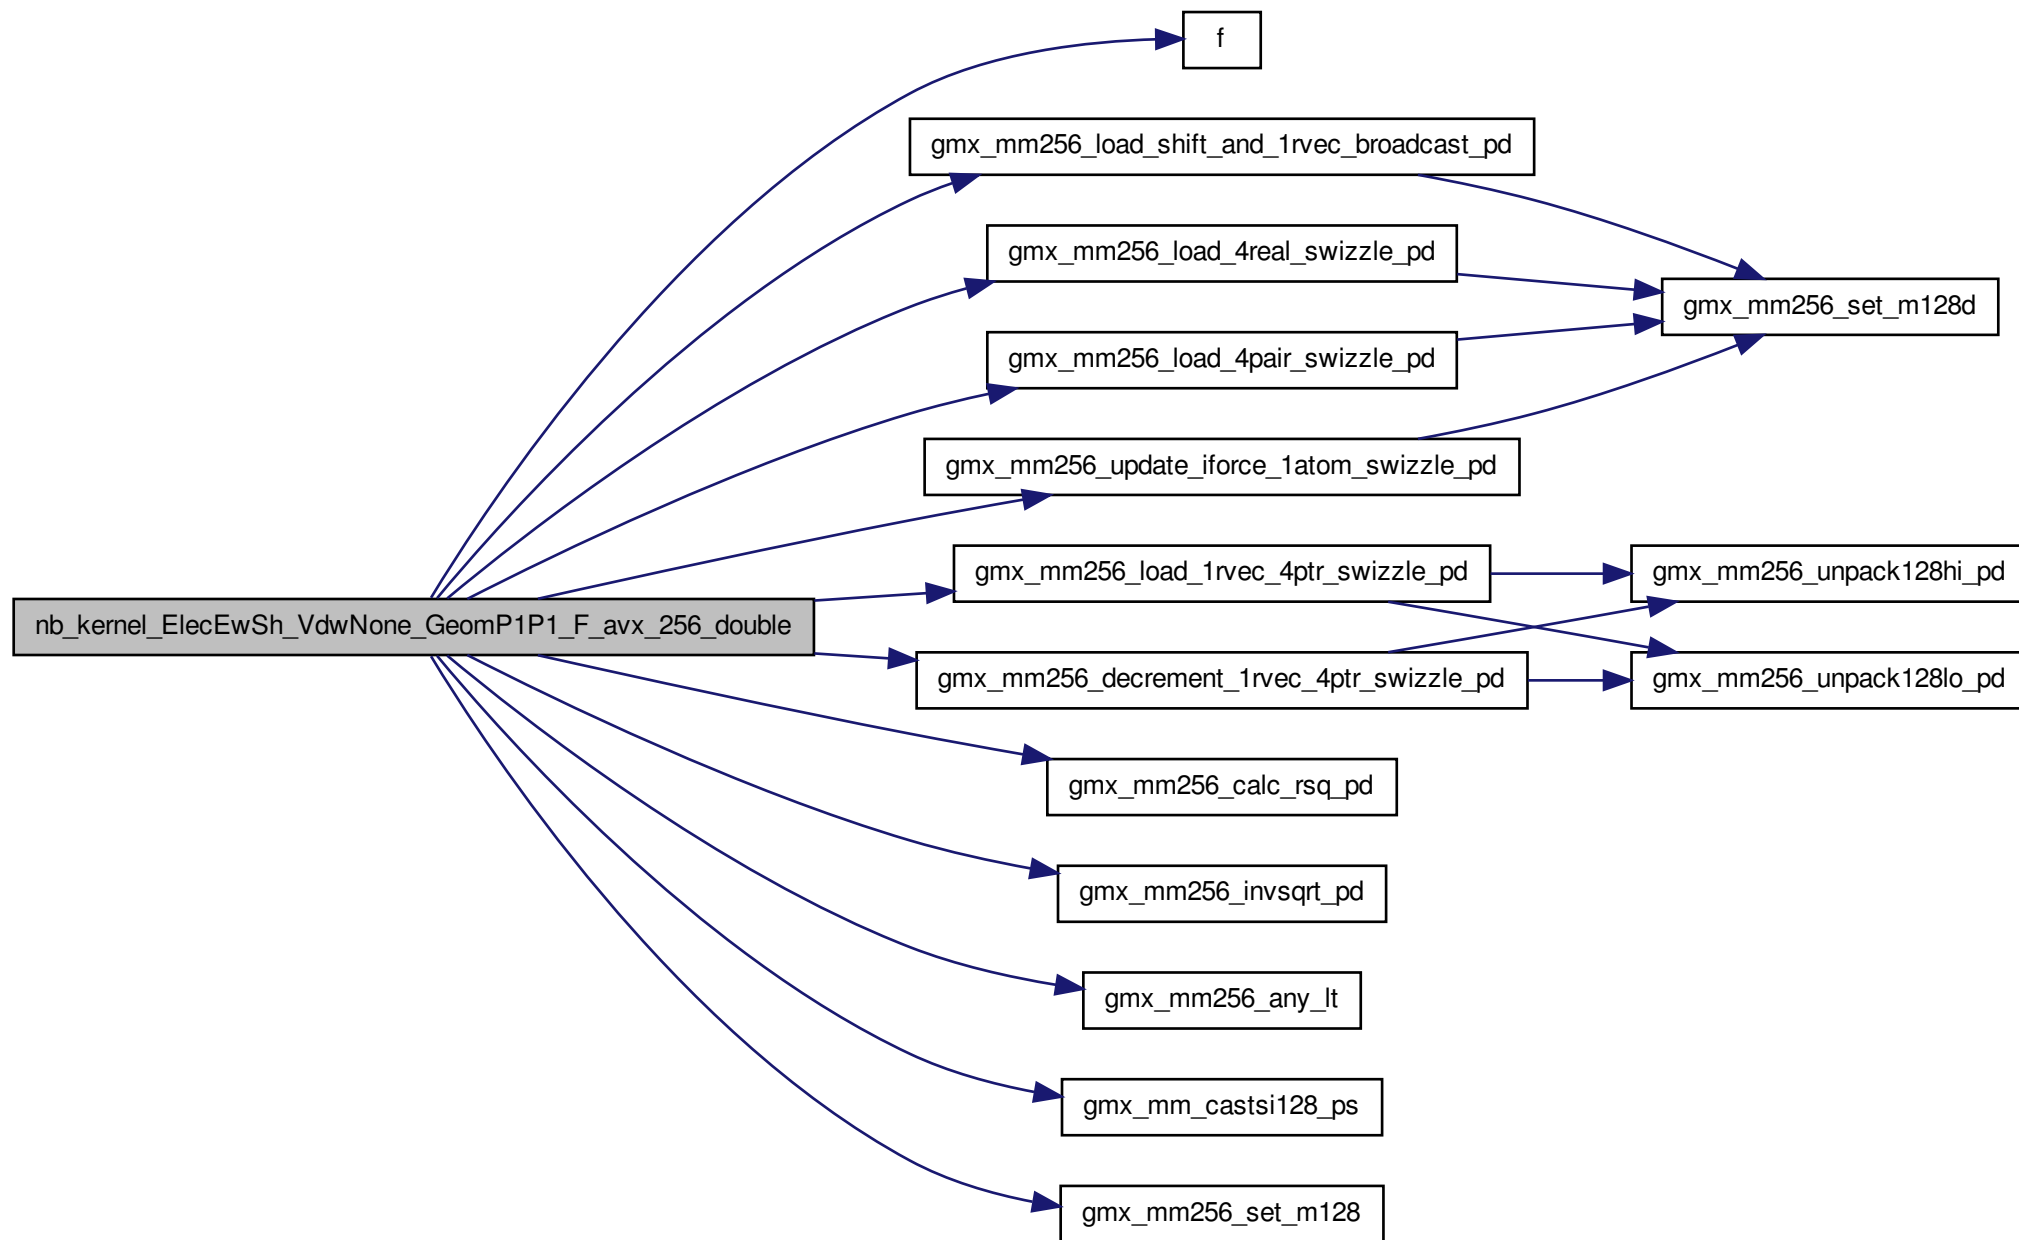 f
gmx_mm256_load_shift_and_1rvec_broadcast_pd
gmx_mm256_load_4real_swizzle_pd
gmx_mm256_set_m128d
gmx_mm256_load_4pair_swizzle_pd
gmx_mm256_update_iforce_1atom_swizzle_pd
gmx_mm256_load_1rvec_4ptr_swizzle_pd
gmx_mm256_unpack128hi_pd
nb_kernel_ElecEwSh_VdwNone_GeomP1P1_F_avx_256_double
gmx_mm256_decrement_1rvec_4ptr_swizzle_pd
gmx_mm256_unpack128lo_pd
gmx_mm256_calc_rsq_pd
gmx_mm256_invsqrt_pd
gmx_mm256_any_lt
gmx_mm_castsi128_ps
gmx_mm256_set_m128